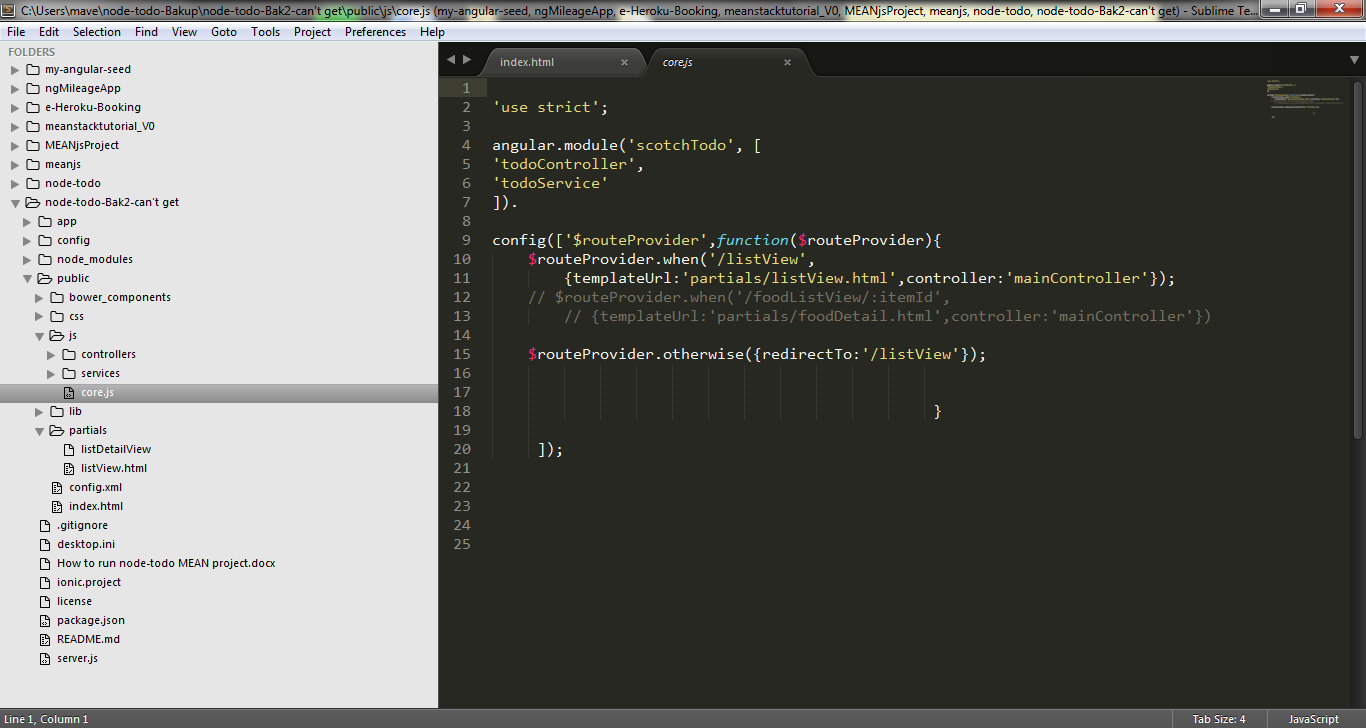 C:\Users\mave\node-todo-Bakup\node-todo-Bak2-can't get\public\js\core.js (my-angular-seed, ngMileageApp, e-Heroku-Booking, meanstacktutorial_V0, MEANjsProject, meanjs, node-todo, node-todo-Bak2-can't get) - Sublime Te...
File Edit Selection Find View Goto Tools Project Preferences Help
FOLDERS
my-angular-seed
ngMileageApp
e-Heroku-Booking
meanstacktutorial_V0
MEANjsProject
meanjs
node-todo
node-todo-Bak2-can't get
app
config
node_modules
public
bower_components
css
js
controllers
services
core.js
lib
partials
listDetailView
listView.html
config.xml
index.html
.gitignore
desktop.ini
How to run node-todo MEAN project.docx
ionic.project
license
package.json
README.md
server.js
index.html × core.js ×
1
2 'use strict';
3
4 angular.module('scotchTodo', [
5 'todoController',
6 'todoService'
7 ]).
8
9 config(['$routeProvider',function($routeProvider){
10 $routeProvider.when('/listView',
11 {templateUrl:'partials/listView.html',controller:'mainController'});
12 // $routeProvider.when('/foodListView/:itemId',
13 // {templateUrl:'partials/foodDetail.html',controller:'mainController'})
14
15 $routeProvider.otherwise({redirectTo:'/listView'});
16
17
18 }
19
20 ]);
21
22
23
24
25
Line 1, Column 1 Tab Size: 4 JavaScript